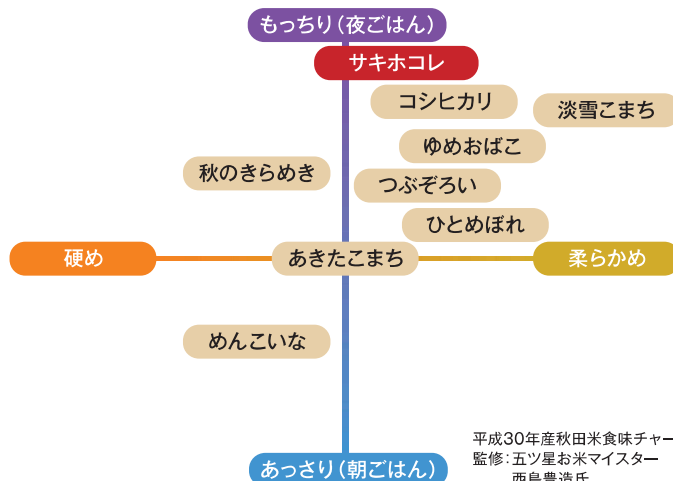 もっちり(夜ごはん)
サキホコレ
コシヒカリ
淡雪こまち
ゆめおばこ
秋のきらめき
つぶぞろい
ひとめぼれ
硬め
あきたこまち
柔らかめ
めんこいな
あっさり(朝ごはん)
平成30年産秋田米食味チャー
監修:五ツ星お米マイスター
西島豊造氏